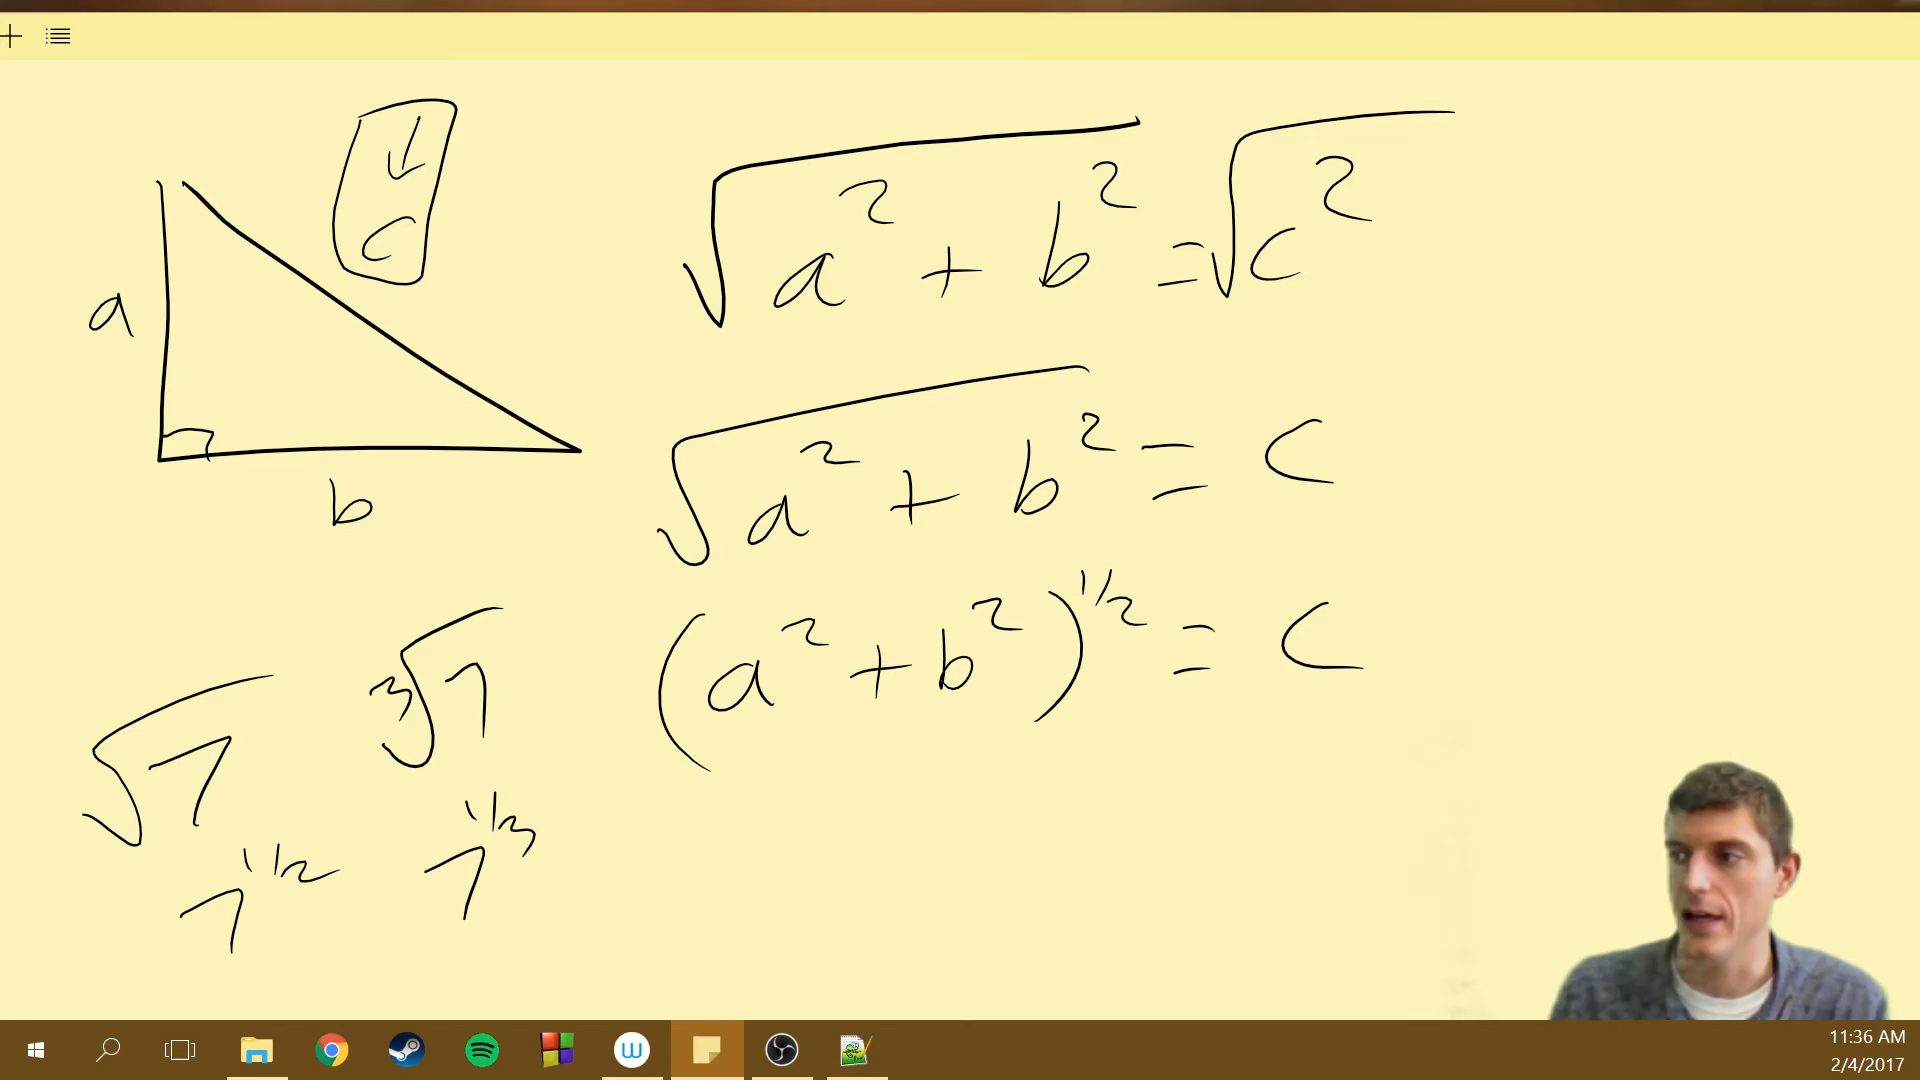 c
a
b
√(a² + b²) = √(c²)
√(a² + b²) = c
(a² + b²)^1/2 = c
√7
³√7
7^1/2
7^1/3
11:36 AM
2/4/2017